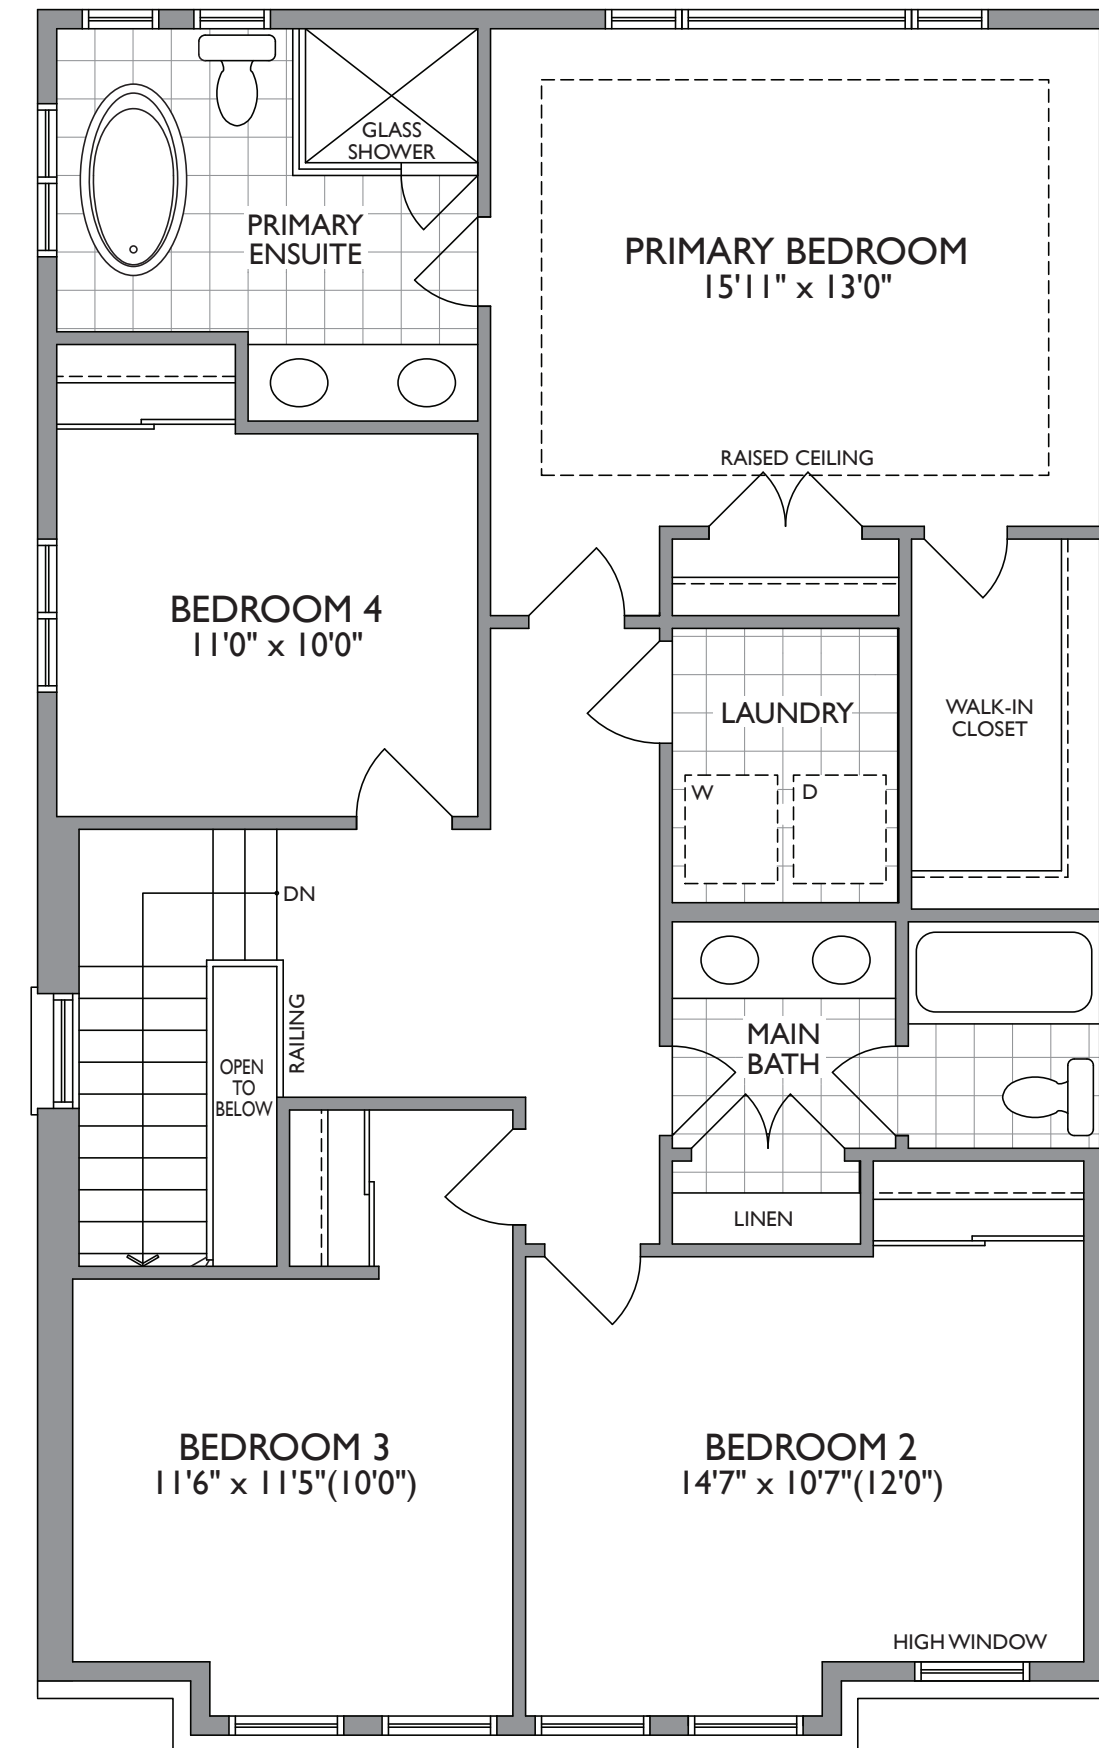 GLASS
SHOWER
PRIMARY
ENSUITE
PRIMARY BEDROOM
15'11" x 13'0"
RAISED CEILING
BEDROOM 4
11'0" x 10'0"
LAUNDRY
W
D
WALK-IN
CLOSET
DN
RAILING
OPEN
TO
BELOW
MAIN
BATH
LINEN
BEDROOM 3
11'6" x 11'5"(10'0")
BEDROOM 2
14'7" x 10'7"(12'0")
HIGH WINDOW